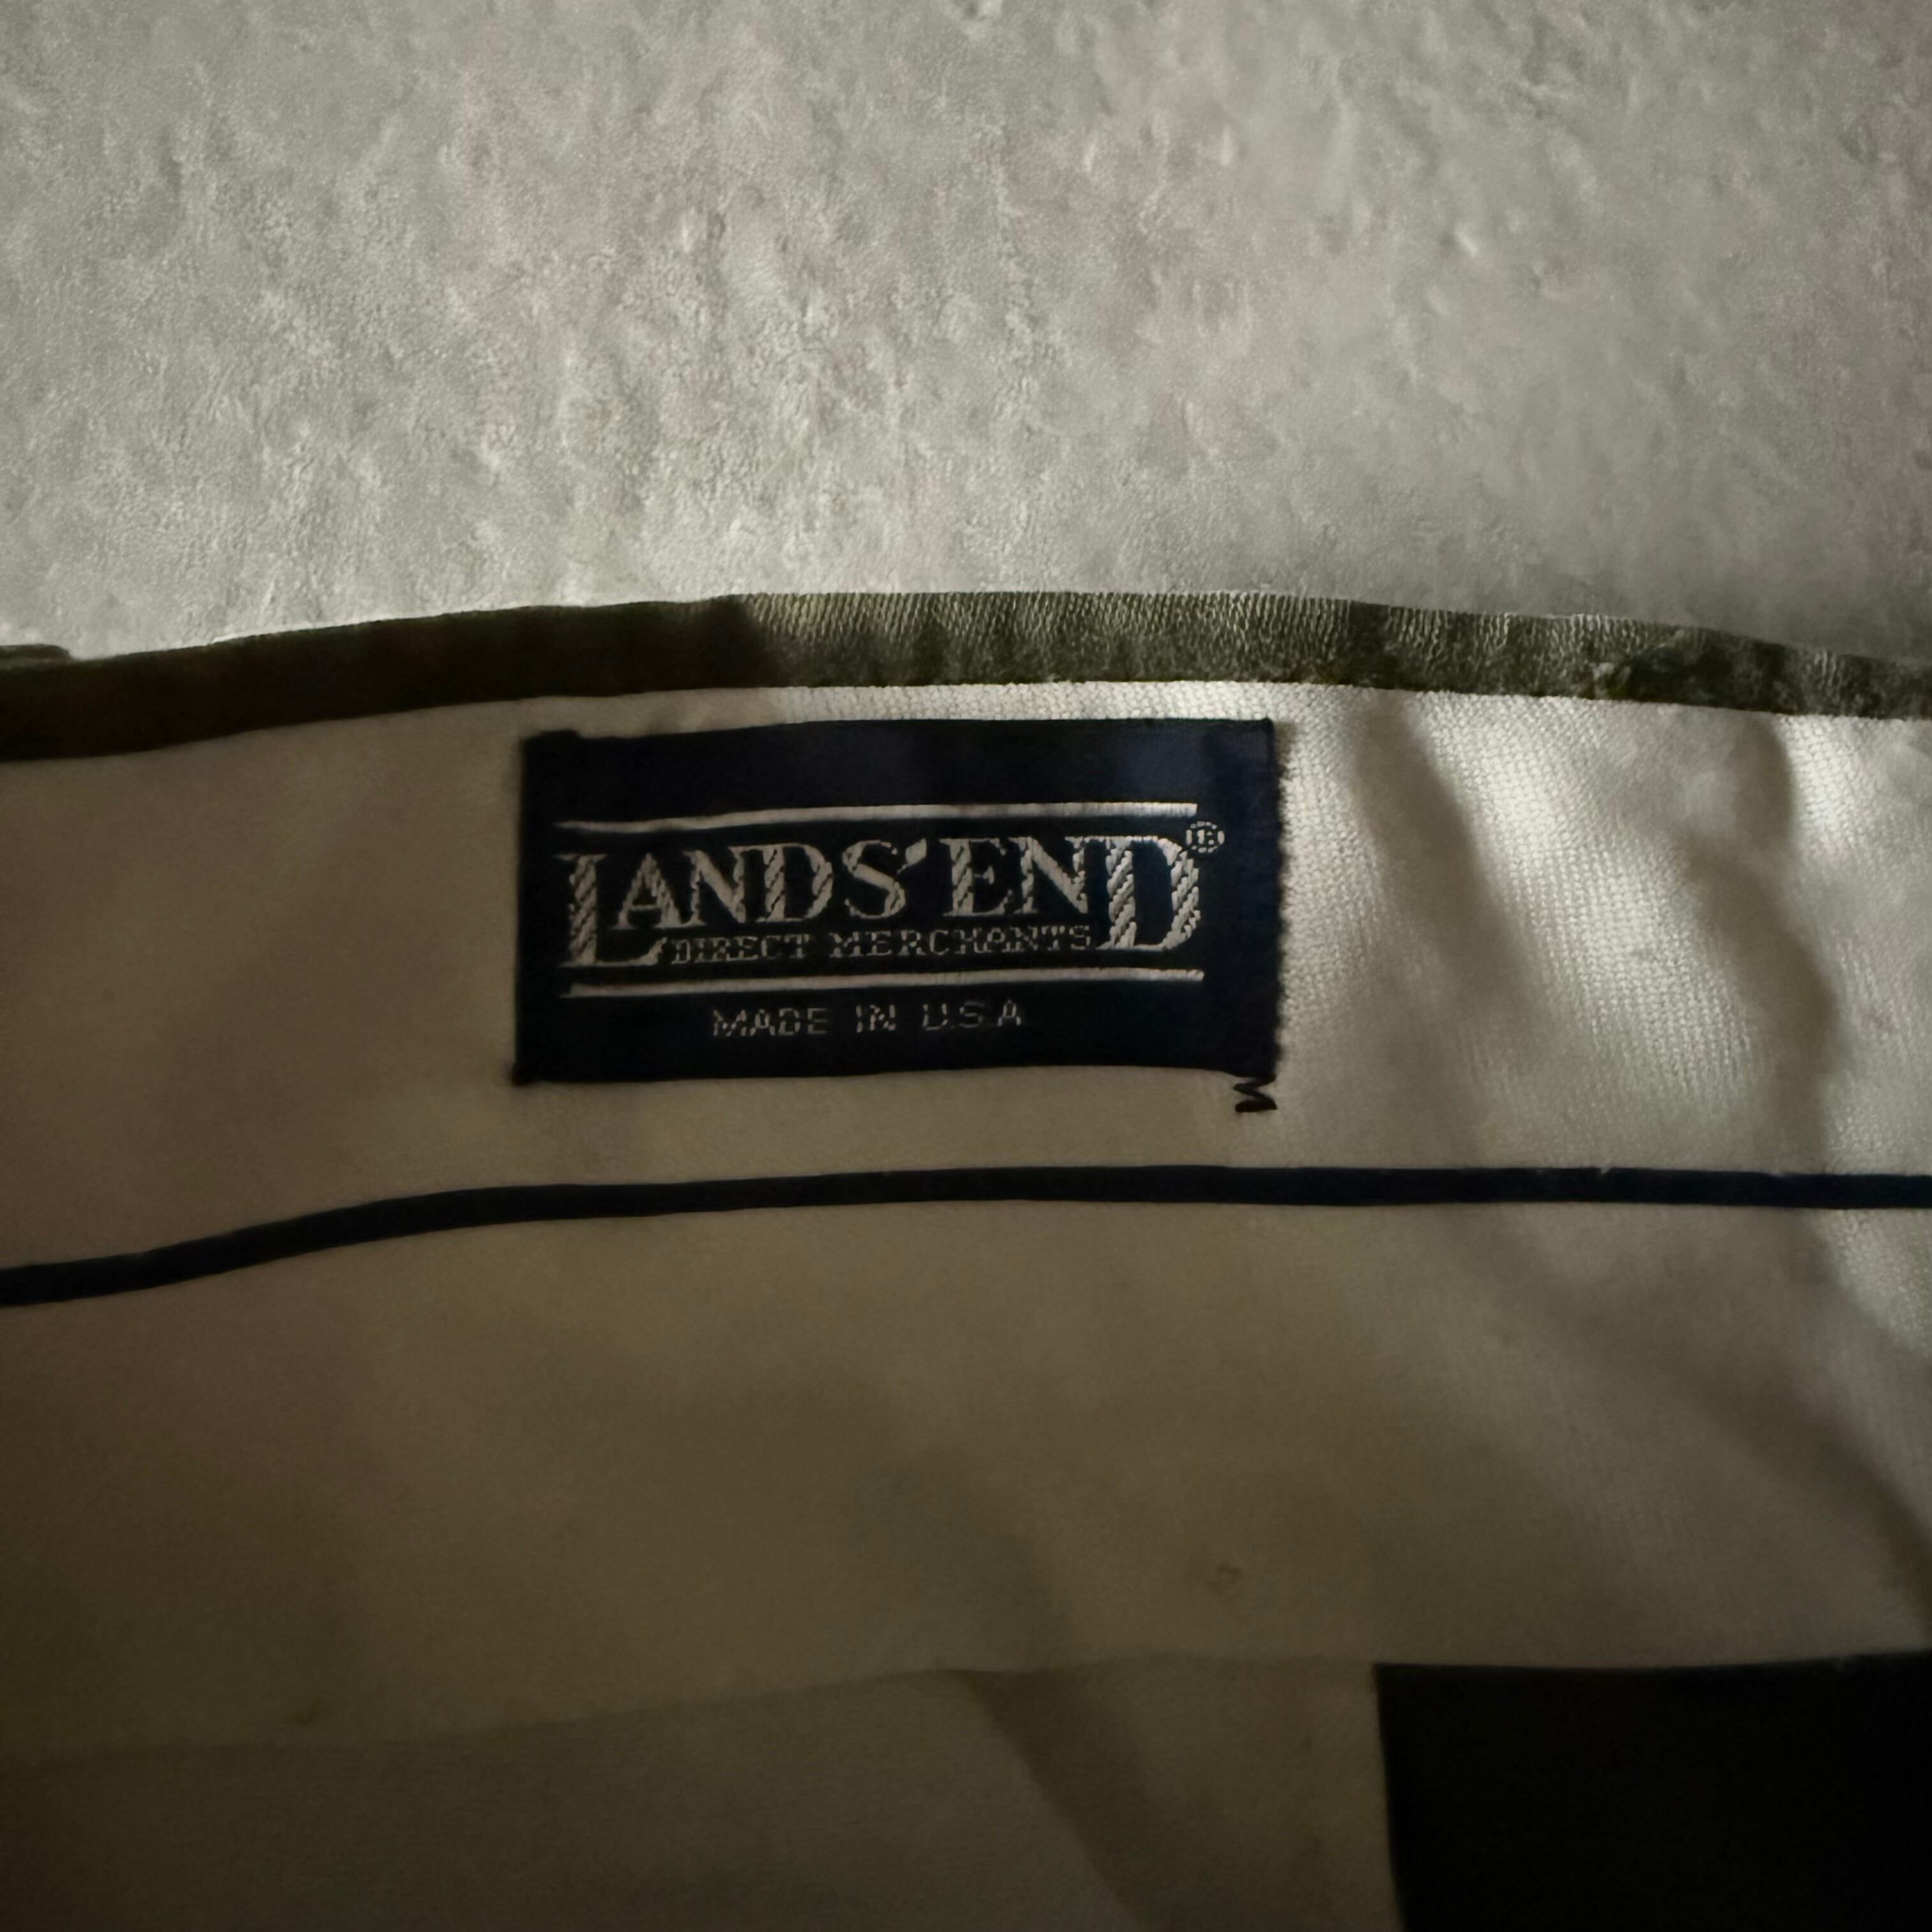 LANDS' END®
DIRECT MERCHANTS
MADE IN U.S.A